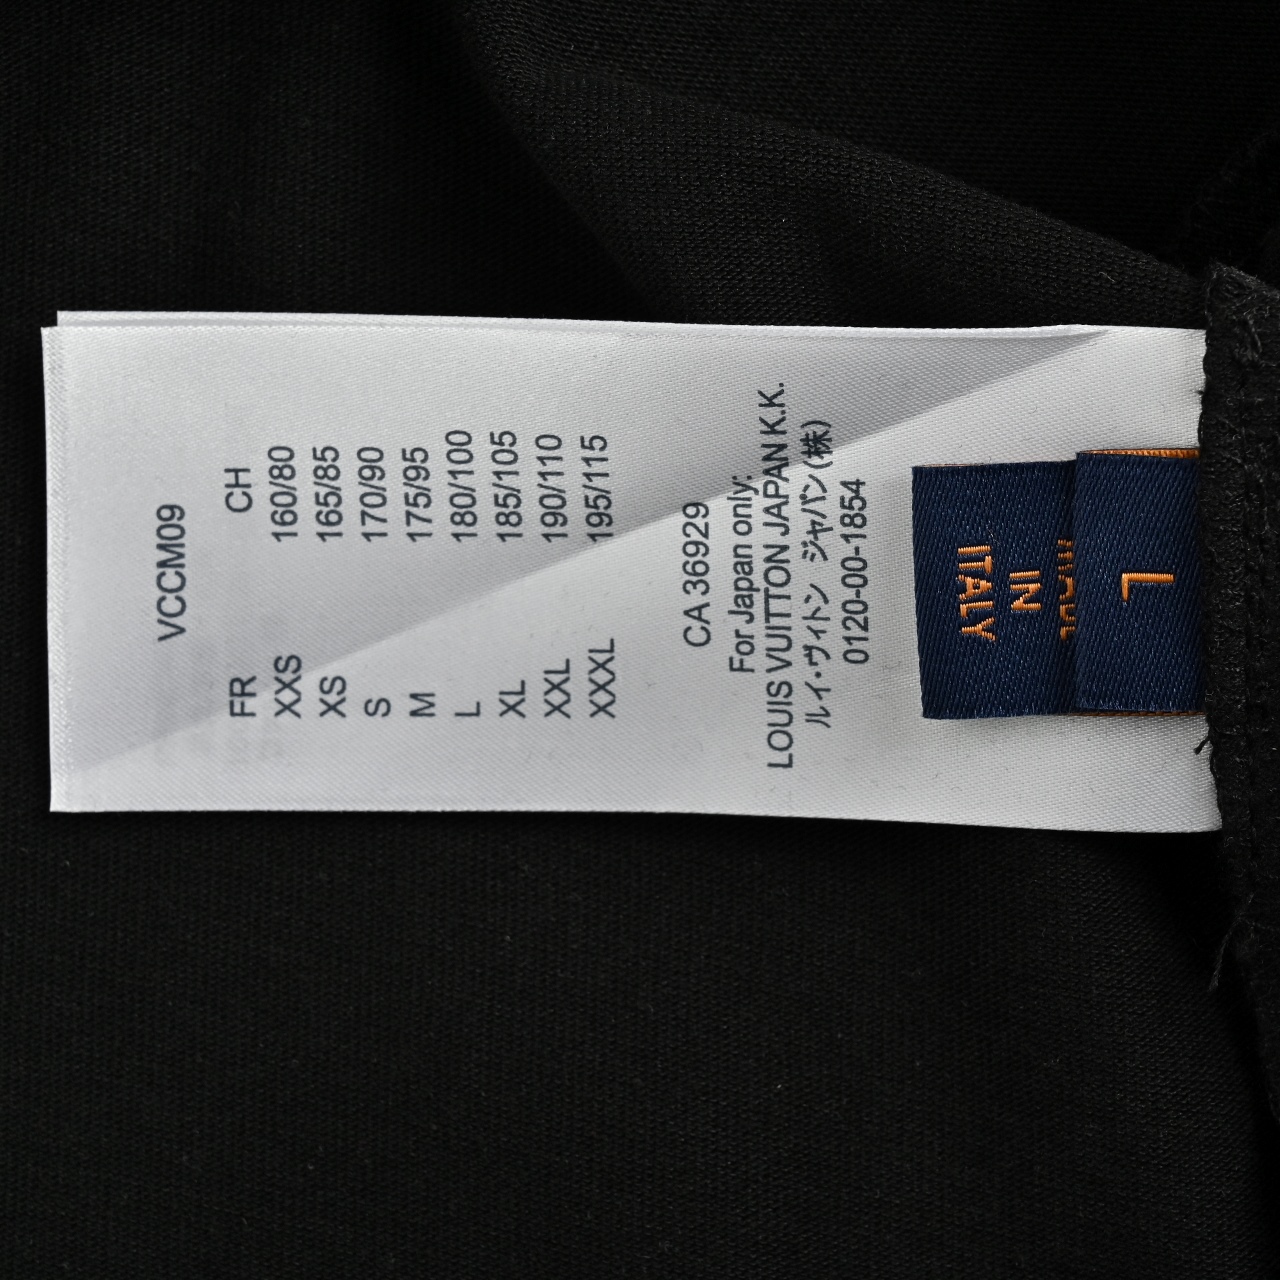 VCCM09
FR CH
XXS 160/80
XS 165/85
S 170/90
M 175/95
L 180/100
XL 185/105
XXL 190/110
XXXL 195/115
CA 36929
For Japan only:
LOUIS VUITTON JAPAN K.K.
ルイ・ヴィトン ジャパン(株)
0120-00-1854
L
IN
ITALY